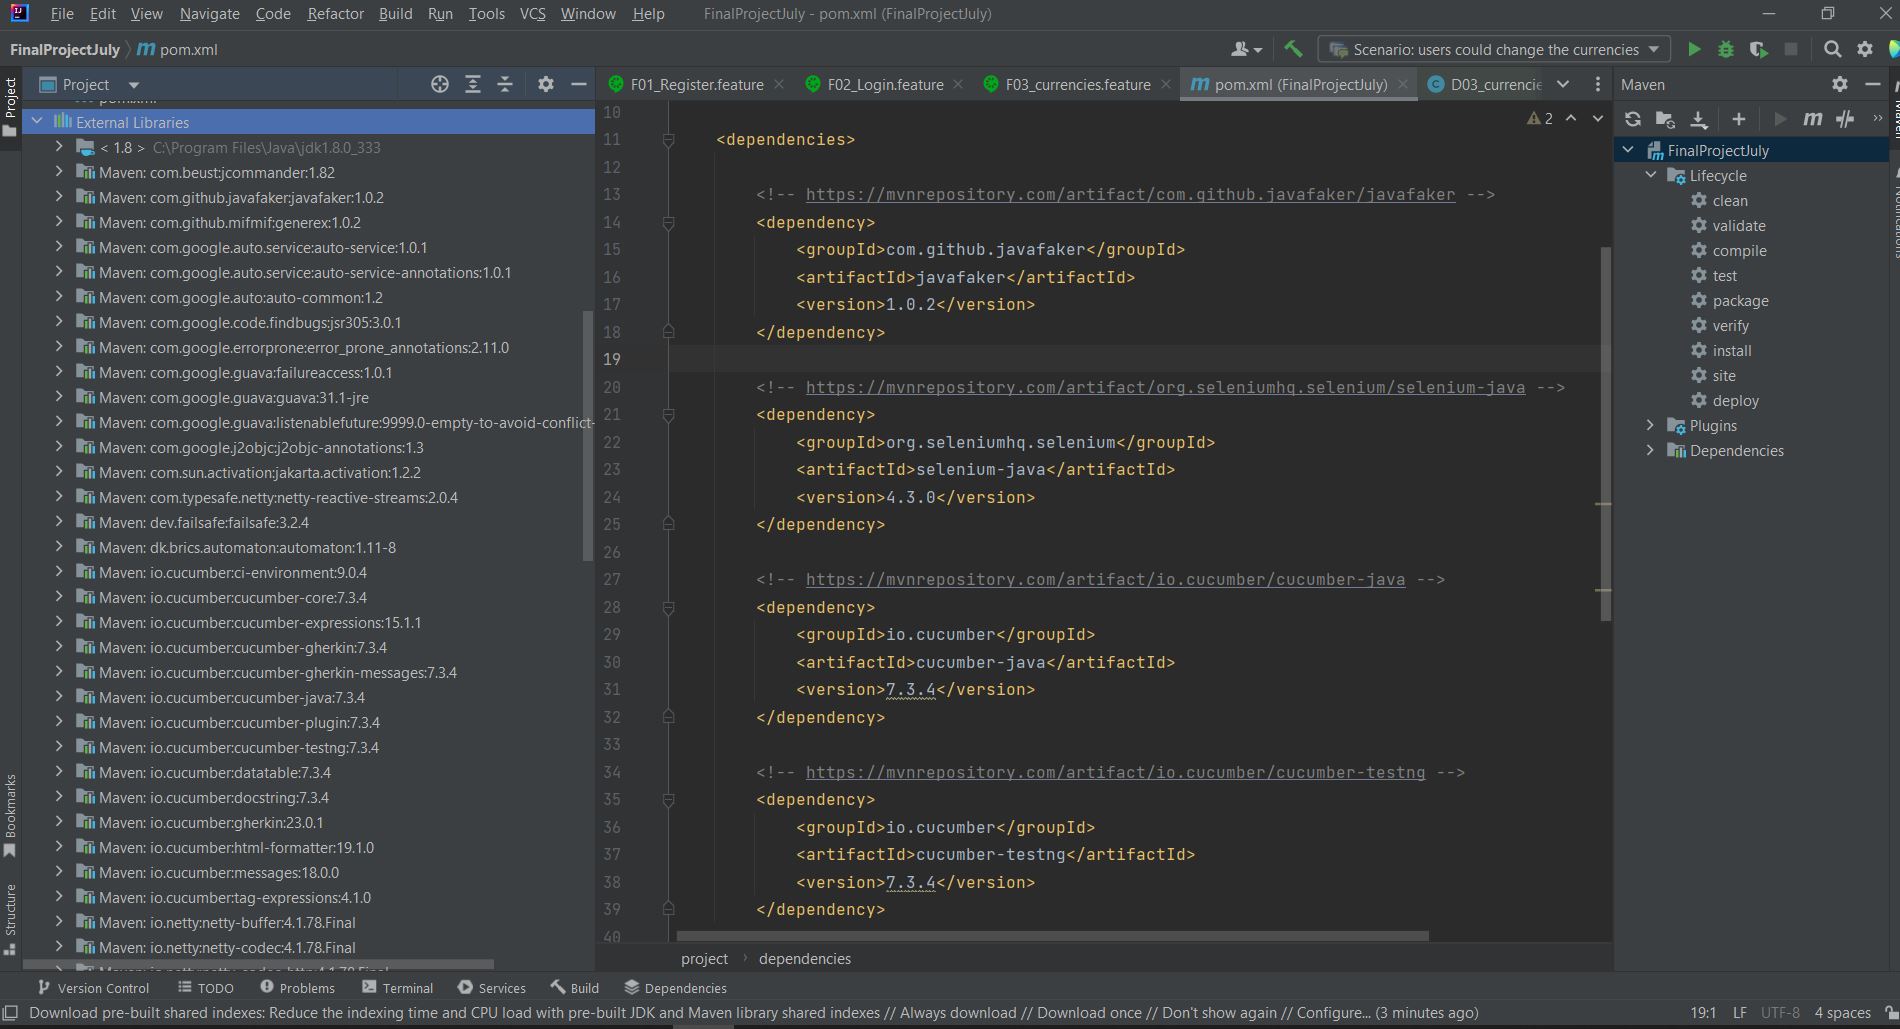 File Edit View Navigate Code Refactor Build Run Tools VCS Window Help FinalProjectJuly - pom.xml (FinalProjectJuly)
FinalProjectJuly m pom.xml Scenario: users could change the currencies
Project
Project
F01_Register.feature F02_Login.feature F03_currencies.feature m pom.xml (FinalProjectJuly) C D03_currencie
Maven
External Libraries
< 1.8 > C:\Program Files\Java\jdk1.8.0_333
Maven: com.beust:jcommander:1.82
Maven: com.github.javafaker:javafaker:1.0.2
Maven: com.github.mifmif:generex:1.0.2
Maven: com.google.auto.service:auto-service:1.0.1
Maven: com.google.auto.service:auto-service-annotations:1.0.1
Maven: com.google.auto:auto-common:1.2
Maven: com.google.code.findbugs:jsr305:3.0.1
Maven: com.google.errorprone:error_prone_annotations:2.11.0
Maven: com.google.guava:failureaccess:1.0.1
Maven: com.google.guava:guava:31.1-jre
Maven: com.google.guava:listenablefuture:9999.0-empty-to-avoid-conflict-
Maven: com.google.j2objc:j2objc-annotations:1.3
Maven: com.sun.activation:jakarta.activation:1.2.2
Maven: com.typesafe.netty:netty-reactive-streams:2.0.4
Maven: dev.failsafe:failsafe:3.2.4
Maven: dk.brics.automaton:automaton:1.11-8
Maven: io.cucumber:ci-environment:9.0.4
Maven: io.cucumber:cucumber-core:7.3.4
Maven: io.cucumber:cucumber-expressions:15.1.1
Maven: io.cucumber:cucumber-gherkin:7.3.4
Maven: io.cucumber:cucumber-gherkin-messages:7.3.4
Maven: io.cucumber:cucumber-java:7.3.4
Maven: io.cucumber:cucumber-plugin:7.3.4
Maven: io.cucumber:cucumber-testng:7.3.4
Maven: io.cucumber:datatable:7.3.4
Maven: io.cucumber:docstring:7.3.4
Maven: io.cucumber:gherkin:23.0.1
Maven: io.cucumber:html-formatter:19.1.0
Maven: io.cucumber:messages:18.0.0
Maven: io.cucumber:tag-expressions:4.1.0
Maven: io.netty:netty-buffer:4.1.78.Final
Maven: io.netty:netty-codec:4.1.78.Final
Bookmarks
Structure
2
10
11 <dependencies>
12
13 <!-- https://mvnrepository.com/artifact/com.github.javafaker/javafaker -->
14 <dependency>
15 <groupId>com.github.javafaker</groupId>
16 <artifactId>javafaker</artifactId>
17 <version>1.0.2</version>
18 </dependency>
19
20 <!-- https://mvnrepository.com/artifact/org.seleniumhq.selenium/selenium-java -->
21 <dependency>
22 <groupId>org.seleniumhq.selenium</groupId>
23 <artifactId>selenium-java</artifactId>
24 <version>4.3.0</version>
25 </dependency>
26
27 <!-- https://mvnrepository.com/artifact/io.cucumber/cucumber-java -->
28 <dependency>
29 <groupId>io.cucumber</groupId>
30 <artifactId>cucumber-java</artifactId>
31 <version>7.3.4</version>
32 </dependency>
33
34 <!-- https://mvnrepository.com/artifact/io.cucumber/cucumber-testng -->
35 <dependency>
36 <groupId>io.cucumber</groupId>
37 <artifactId>cucumber-testng</artifactId>
38 <version>7.3.4</version>
39 </dependency>
40
project > dependencies
m
FinalProjectJuly
Lifecycle
clean
validate
compile
test
package
verify
install
site
deploy
Plugins
Dependencies
Version Control TODO Problems Terminal Services Build Dependencies
Download pre-built shared indexes: Reduce the indexing time and CPU load with pre-built JDK and Maven library shared indexes // Always download // Download once // Don't show again // Configure... (3 minutes ago)
19:1 LF UTF-8 4 spaces